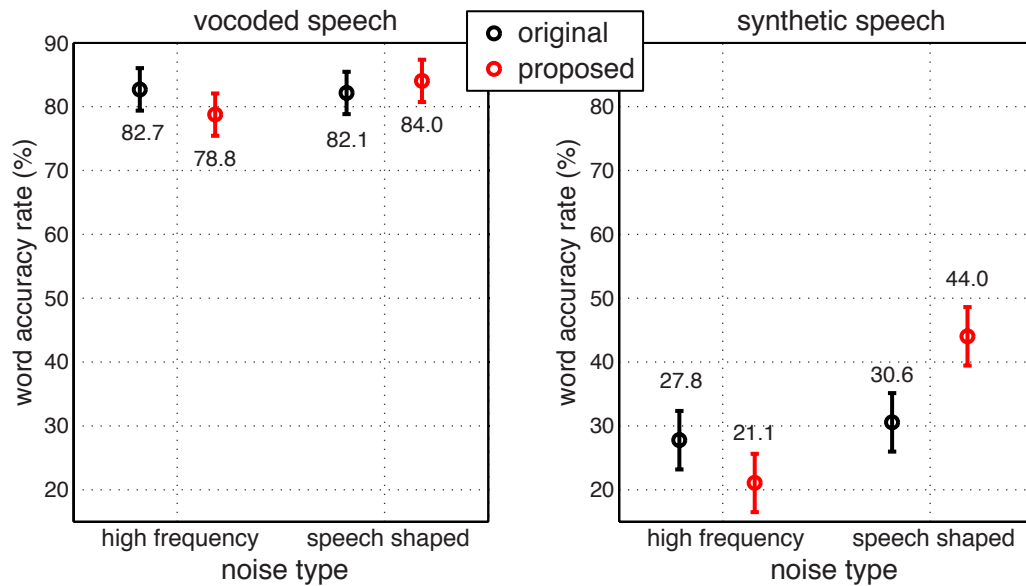 vocoded speech
synthetic speech
original
proposed
word accuracy rate (%)
90
80
70
60
50
40
30
20
82.7
78.8
82.1
84.0
high frequency
speech shaped
noise type
word accuracy rate (%)
90
80
70
60
50
40
30
20
27.8
21.1
30.6
44.0
high frequency
speech shaped
noise type